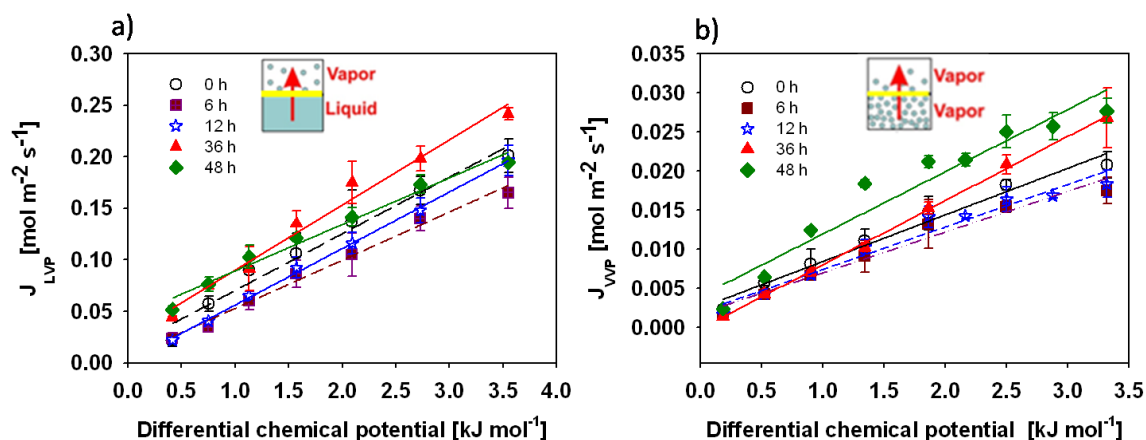 a)
J LVP [mol m-2 s-1]
0.30
0.25
0.20
0.15
0.10
0.05
0.00
0 h
6 h
12 h
36 h
48 h
Vapor
Liquid
0.0 0.5 1.0 1.5 2.0 2.5 3.0 3.5 4.0
Differential chemical potential [kJ mol-1]
b)
JVVP [mol m-2 s-1]
0.035
0.030
0.025
0.020
0.015
0.010
0.005
0.000
0 h
6 h
12 h
36 h
48 h
Vapor
Vapor
0.0 0.5 1.0 1.5 2.0 2.5 3.0 3.5
Differential chemical potential [kJ mol-1]